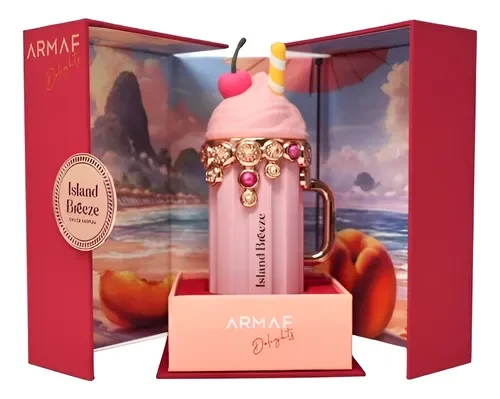 ARMAF
Delights
Island
Breeze
Island Breeze
ARMAF
Delights